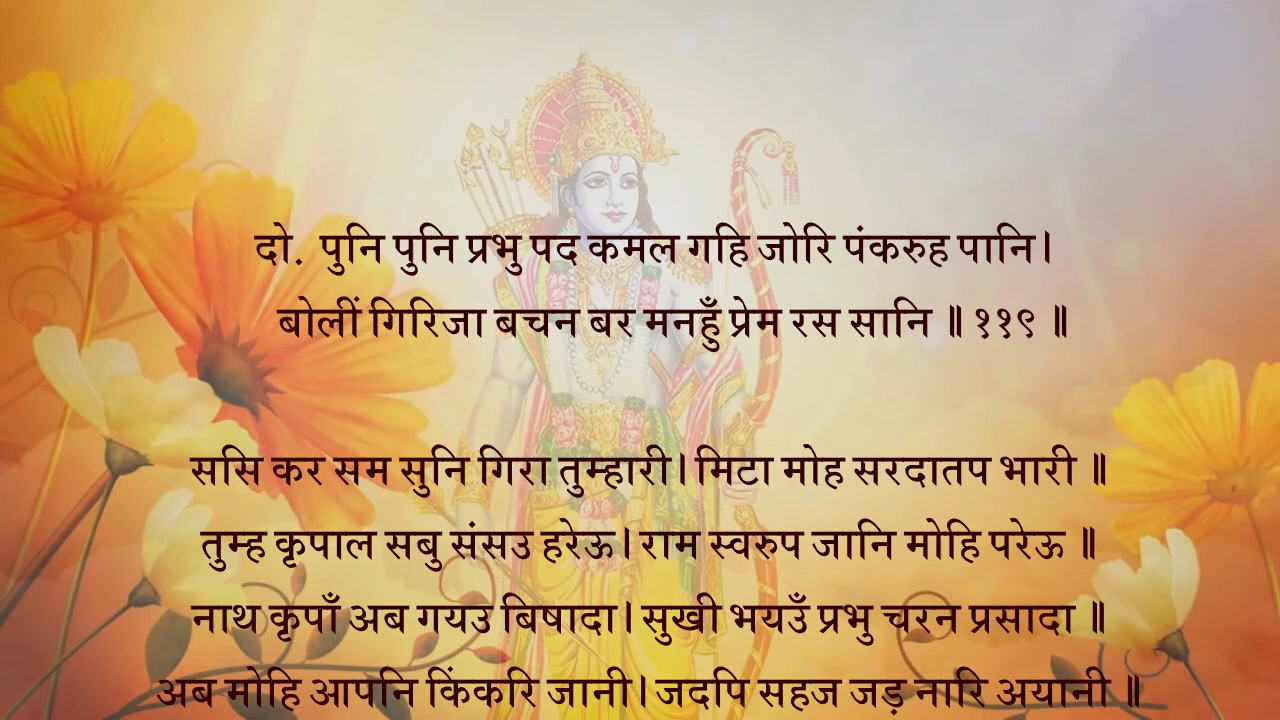 दो. पुनि पुनि प्रभु पद कमल गहि जोरि पंकरुह पानि।
बोलीं गिरिजा बचन बर मनहुँ प्रेम रस सानि ॥ ११९ ॥
ससि कर सम सुनि गिरा तुम्हारी। मिटा मोह सरदातप भारी ॥
तुम्ह कृपाल सबु संसउ हरेऊ। राम स्वरुप जानि मोहि परेऊ ॥
नाथ कृपाँ अब गयउ बिषादा। सुखी भयउँ प्रभु चरन प्रसादा ॥
अब मोहि आपनि किंकरि जानी। जदपि सहज जड़ नारि अयानी ॥